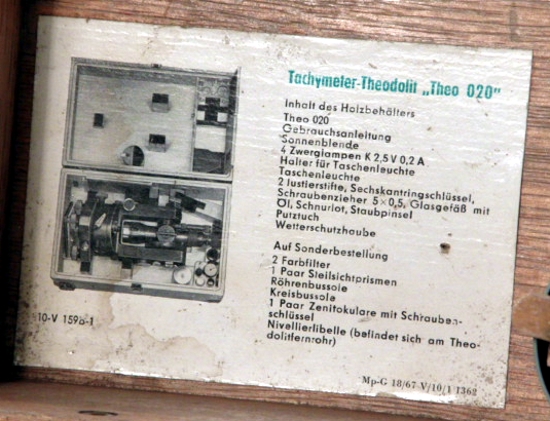 Tachymeter-Theodolit „Theo 020"
Inhalt des Holzbehälters
Theo 020
Gebrauchsanleitung
Sonnenblende
4 Zwerglampen K 2,5 V 0,2 A
Halter für Taschenleuchte
Taschenleuchte
2 Justierstifte, Sechskantringschlüssel,
Schraubenzieher 5×0,5, Glasgefäß mit
Öl, Schnurlot, Staubpinsel
Putztuch
Wetterschutzhaube
Auf Sonderbestellung
2 Farbfilter
1 Paar Steilsichtprismen
Röhrenbussole
Kreisbussole
1 Paar Zenitokulare mit Schrauben-
schlüssel
Nivellierlibelle (befindet sich am Theo-
dolitfernrohr)
10-V 159b-1
Mp-G 18/67 V/10/1 1362